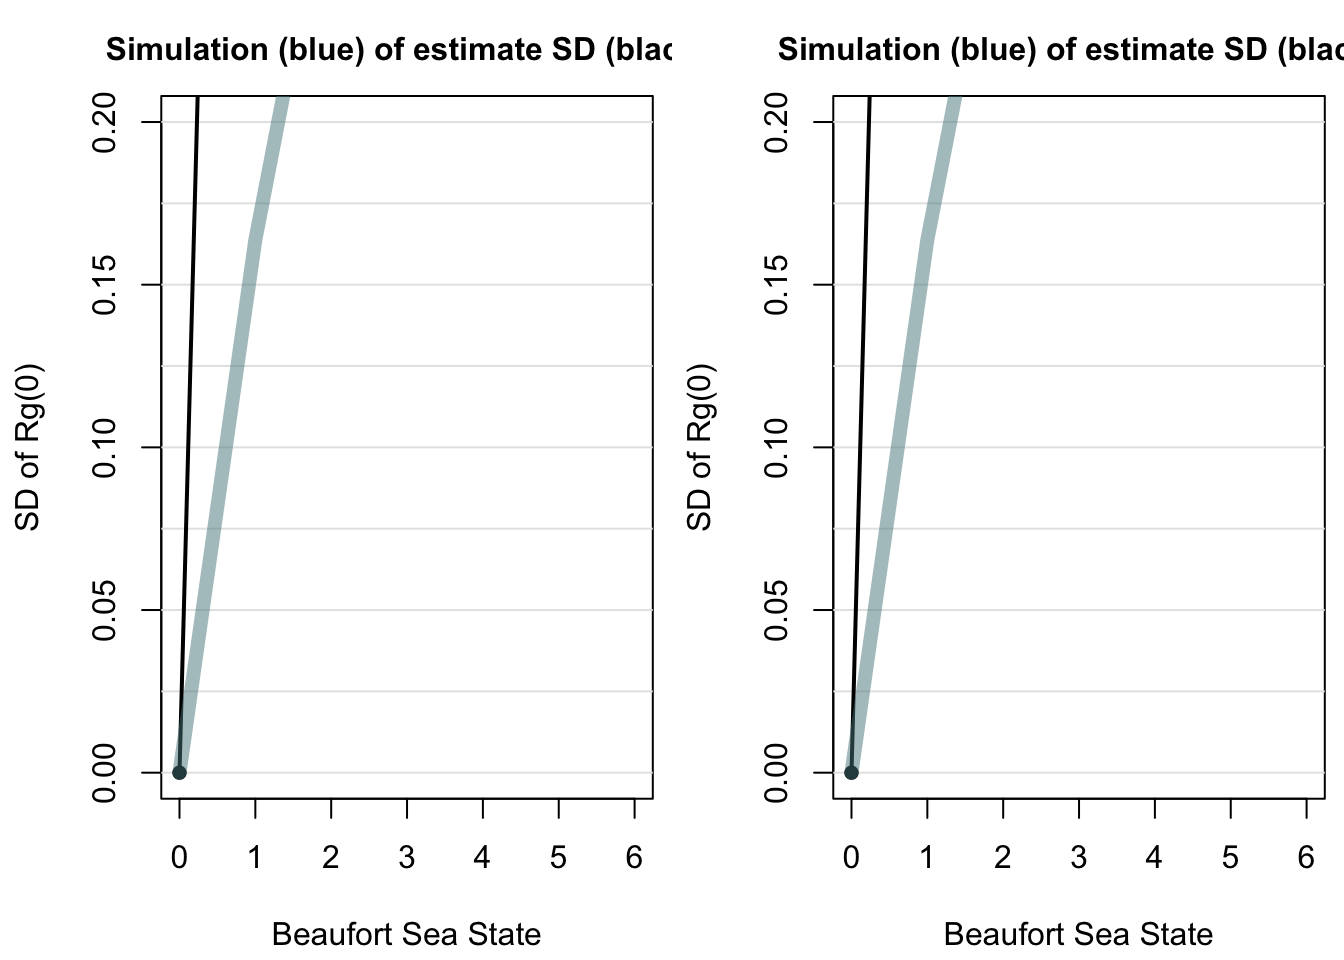 Simulation (blue) of estimate SD (blac
SD of Rg(0)
0.20
0.15
0.10
0.05
0.00
0 1 2 3 4 5 6
Beaufort Sea State
Simulation (blue) of estimate SD (blac
SD of Rg(0)
0.20
0.15
0.10
0.05
0.00
0 1 2 3 4 5 6
Beaufort Sea State